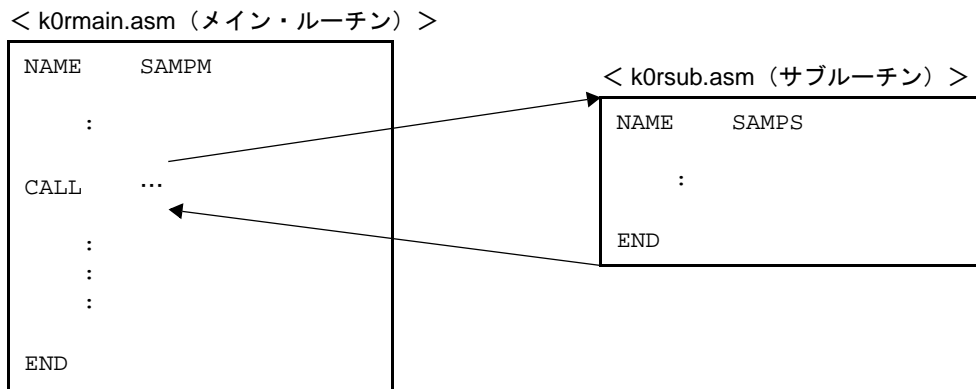 ＜ k0rmain.asm（メイン・ルーチン）＞
NAME SAMPM
:
CALL …
:
:
:
END
＜ k0rsub.asm（サブルーチン）＞
NAME SAMPS
:
END